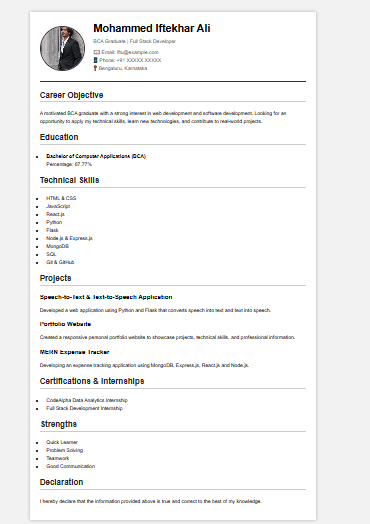 Mohammed Iftekhar Ali
BCA Graduate | Full Stack Developer
Email: iftu@example.com
Phone: +91 XXXXX XXXXX
Bengaluru, Karnataka
Career Objective
A motivated BCA graduate with a strong interest in web development and software development. Looking for an
opportunity to apply my technical skills, learn new technologies, and contribute to real-world projects.
Education
Bachelor of Computer Applications (BCA)
Percentage: 67.77%
Technical Skills
HTML & CSS
JavaScript
React.js
Python
Flask
Node.js & Express.js
MongoDB
SQL
Git & GitHub
Projects
Speech-to-Text & Text-to-Speech Application
Developed a web application using Python and Flask that converts speech into text and text into speech.
Portfolio Website
Created a responsive personal portfolio website to showcase projects, technical skills, and professional information.
MERN Expense Tracker
Developing an expense tracking application using MongoDB, Express.js, React.js and Node.js.
Certifications & Internships
CodeAlpha Data Analytics Internship
Full Stack Development Internship
Strengths
Quick Learner
Problem Solving
Teamwork
Good Communication
Declaration
I hereby declare that the information provided above is true and correct to the best of my knowledge.